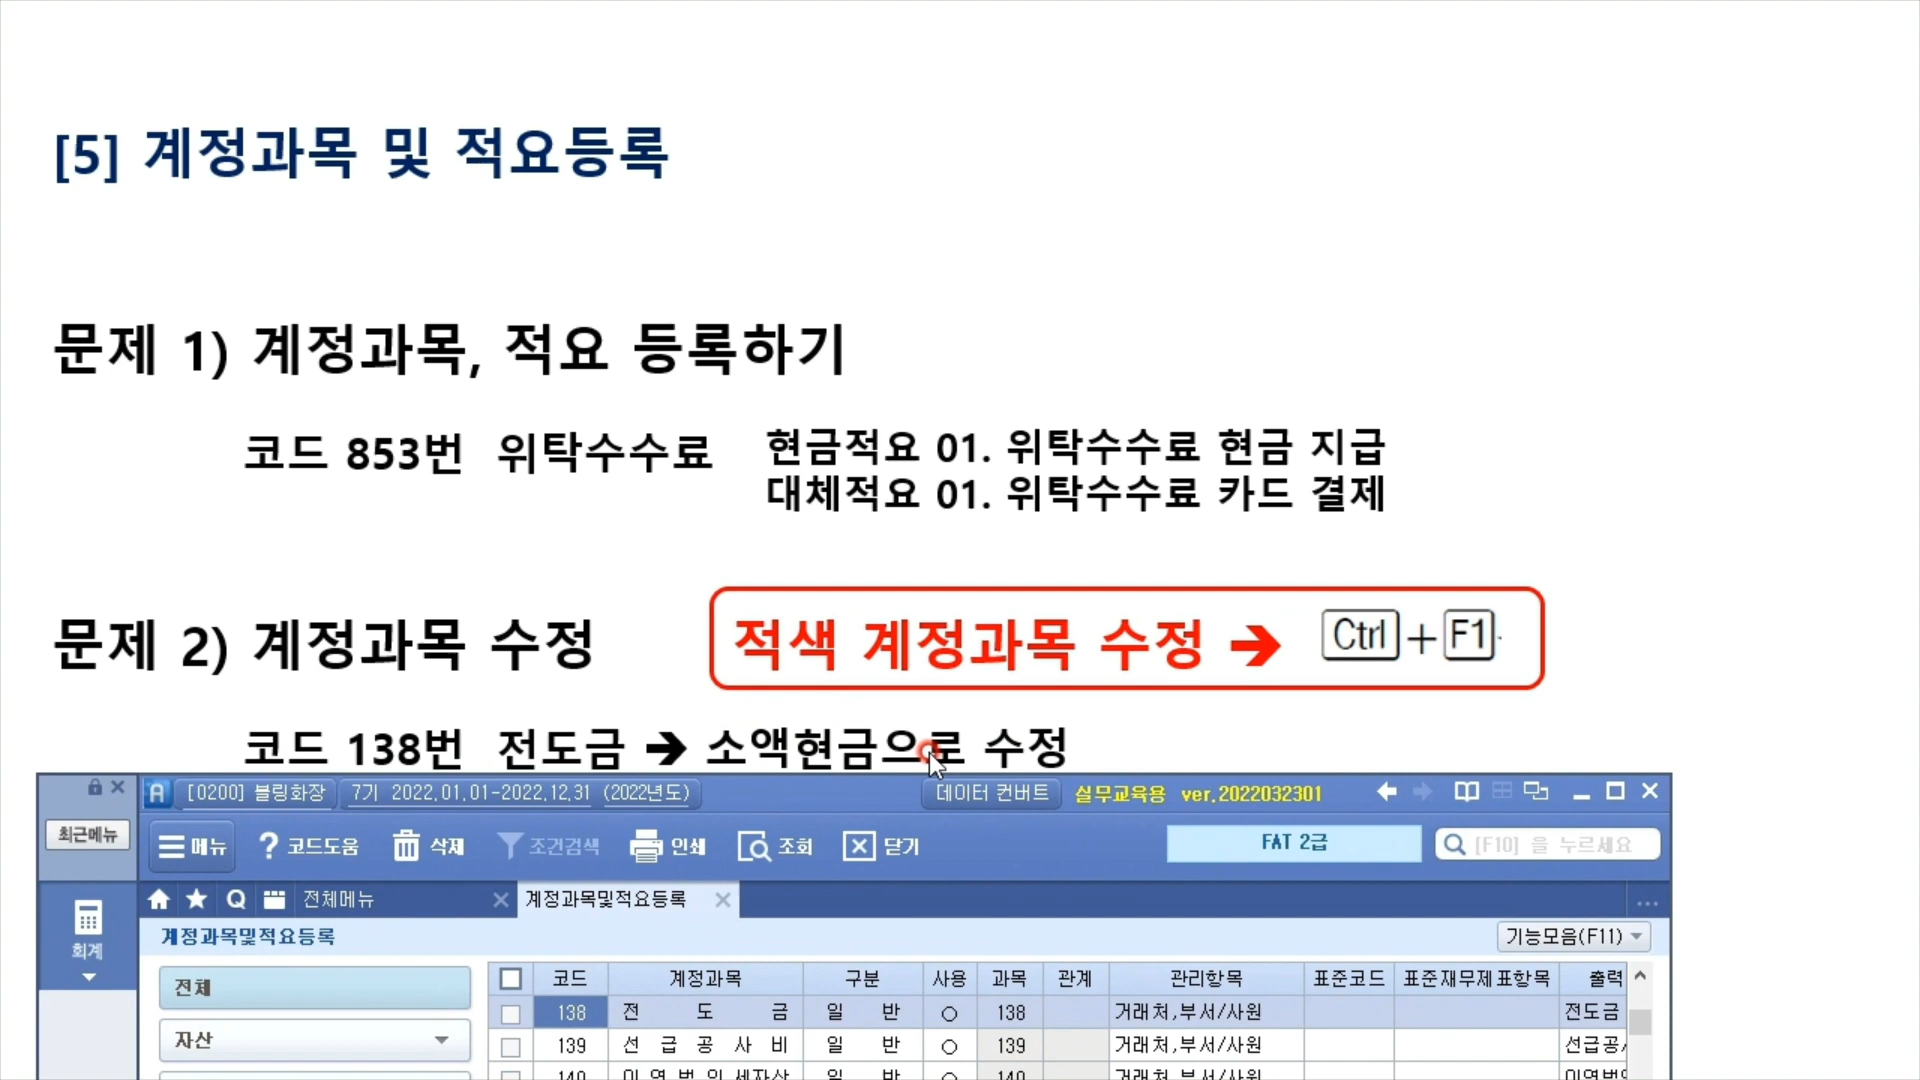 [5] 계정과목 및 적요등록
문제 1) 계정과목, 적요 등록하기
코드 853번 위탁수수료
현금적요 01. 위탁수수료 현금 지급
대체적요 01. 위탁수수료 카드 결제
문제 2) 계정과목 수정
적색 계정과목 수정 ➔ Ctrl + F1
코드 138번 전도금 ➔ 소액현금으로 수정
[0200] 블링화장 7기 2022.01.01-2022.12.31 (2022년도) 데이터 컨버트 실무교육용 ver.2022032301
최근메뉴
메뉴 ? 코드도움 삭제 조건검색 인쇄 조회 닫기 FAT 2급 [F10] 을 누르세요
전체메뉴 계정과목및적요등록 ...
회계
계정과목및적요등록 기능모음(F11)
전체
자산
코드 계정과목 구분 사용 과목 관계 관리항목 표준코드 표준재무제표항목 출력
138 전 도 금 일 반 ○ 138 거래처,부서/사원 전도금
139 선 급 공 사 비 일 반 ○ 139 거래처,부서/사원 선급공